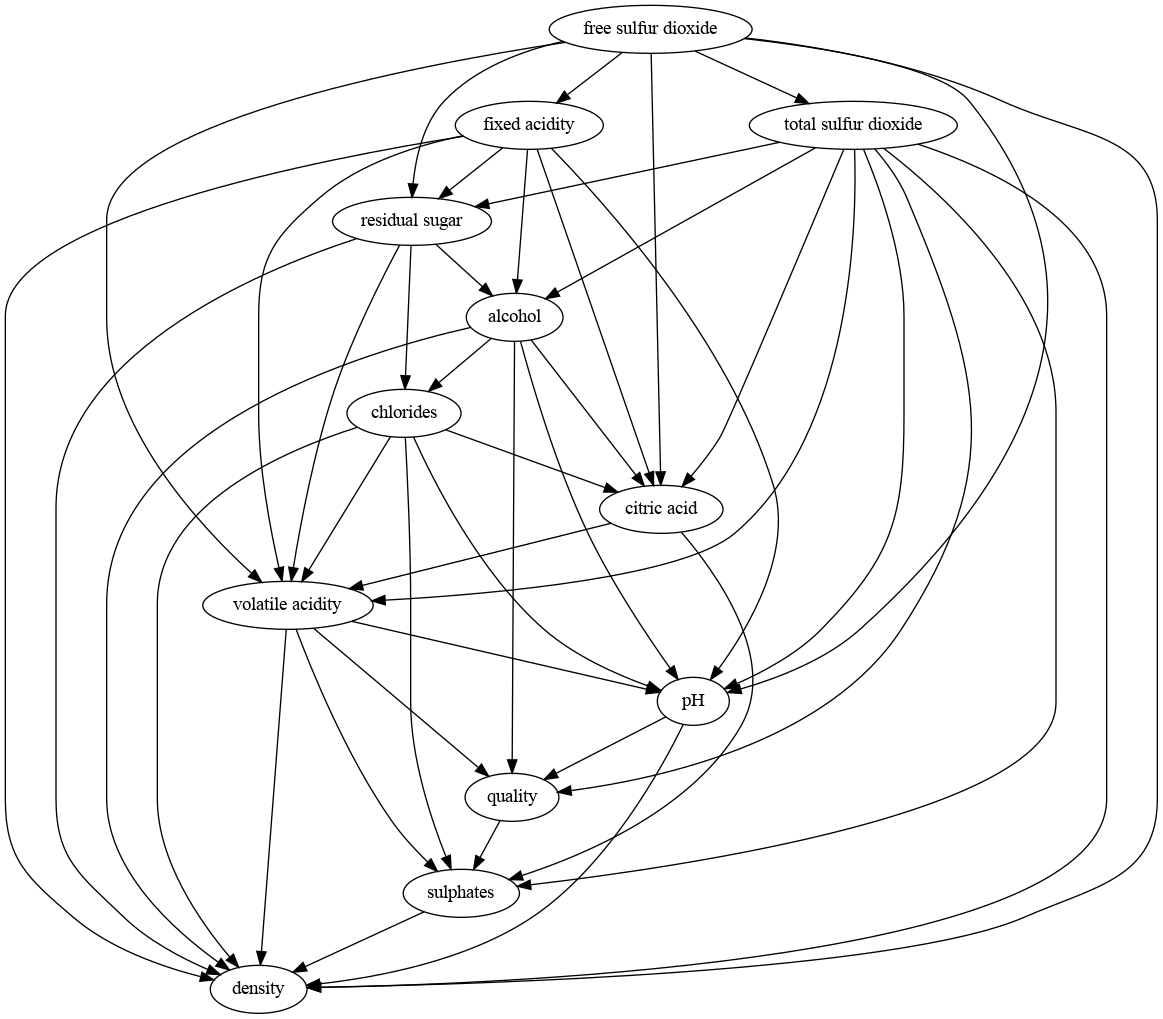 free sulfur dioxide
fixed acidity
total sulfur dioxide
residual sugar
alcohol
chlorides
citric acid
volatile acidity
pH
quality
sulphates
density